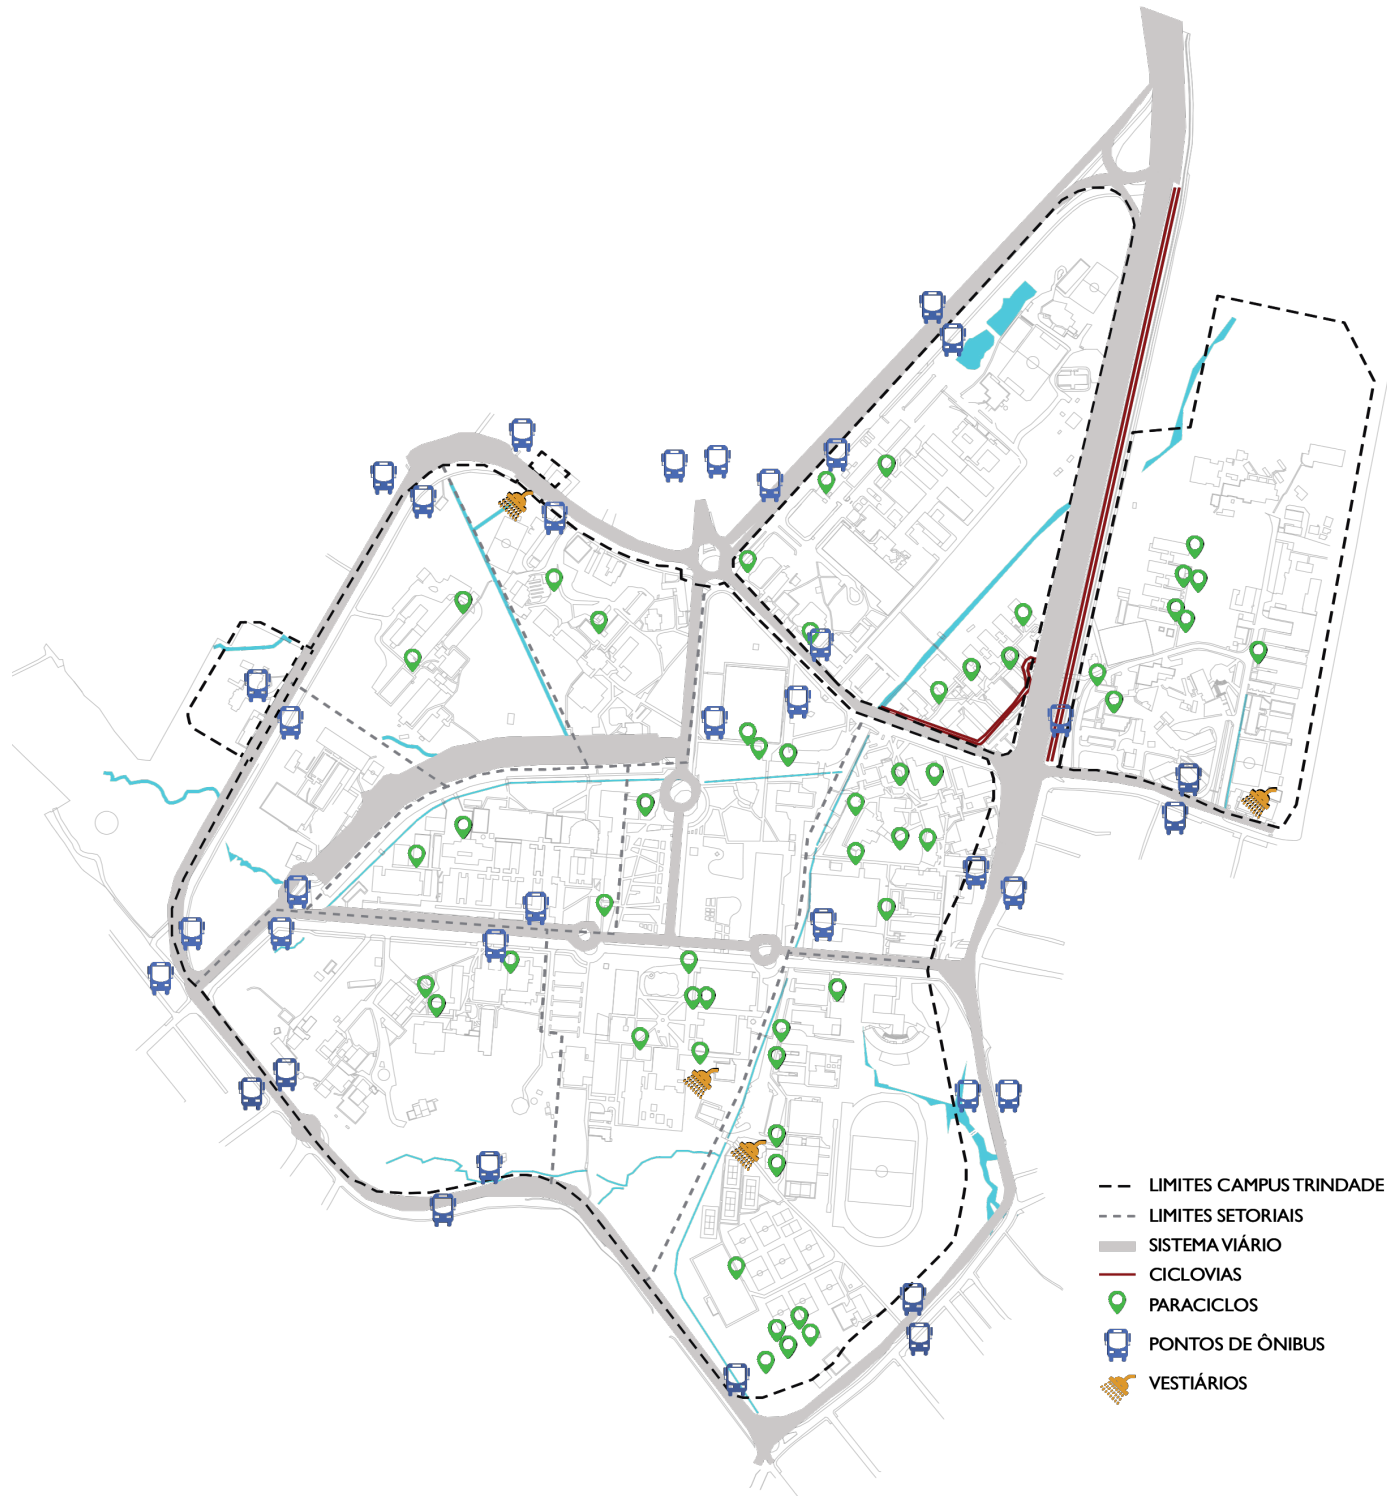 LIMITES CAMPUS TRINDADE
LIMITES SETORIAIS
SISTEMA VIÁRIO
CICLOVIAS
PARACICLOS
PONTOS DE ÔNIBUS
VESTIÁRIOS